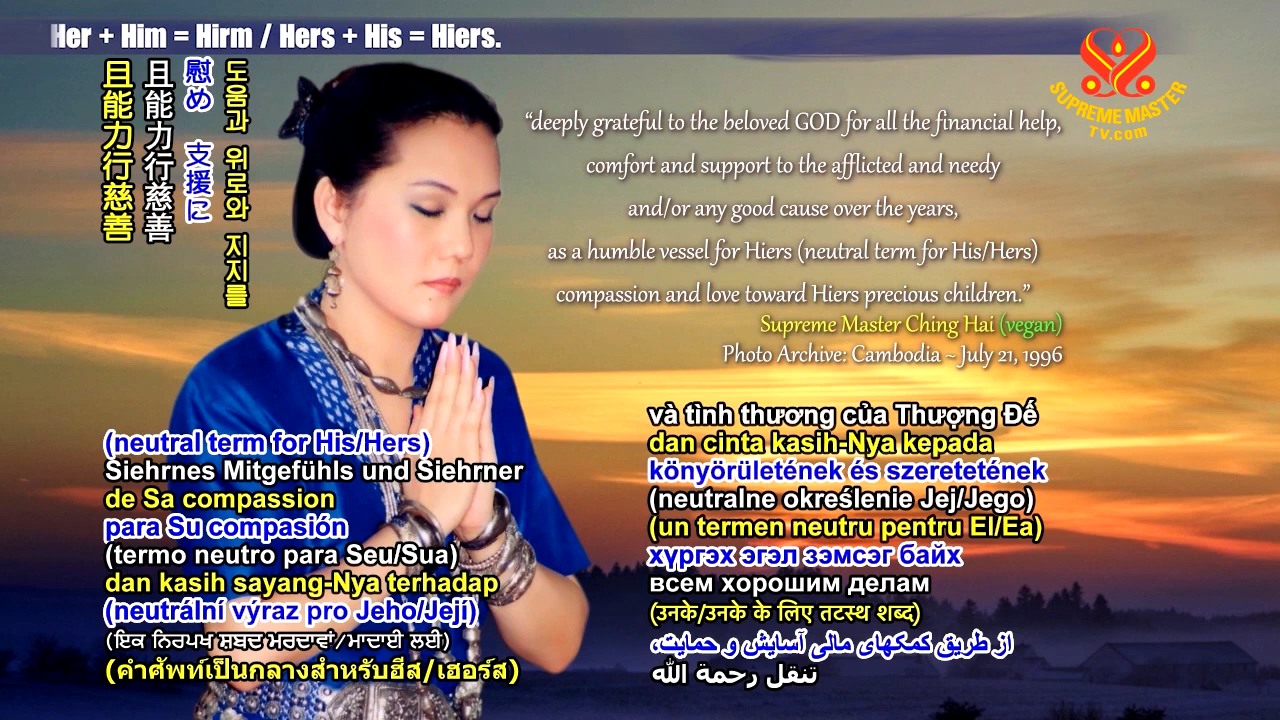 Her + Him = Hirm / Hers + His = Hiers.
SUPREME MASTER
TV.com
且能力行慈善
且能力行慈善
慰め 支援に
도움과 위로와 지지를
“deeply grateful to the beloved GOD for all the financial help,
comfort and support to the afflicted and needy
and/or any good cause over the years,
as a humble vessel for Hiers (neutral term for His/Hers)
compassion and love toward Hiers precious children.”
Supreme Master Ching Hai (vegan)
Photo Archive: Cambodia ~ July 21, 1996
(neutral term for His/Hers)
Siehrnes Mitgefühls und Siehrner
de Sa compassion
para Su compasión
(termo neutro para Seu/Sua)
dan kasih sayang-Nya terhadap
(neutrální výraz pro Jeho/Její)
(ਇਕ ਨਿਰਪਖ ਸ਼ਬਦ ਮਰਦਾਵਾਂ/ਮਾਦਾਈ ਲਈ)
(คำศัพท์เป็นกลางสำหรับฮีส/เฮอร์ส)
và tình thương của Thượng Đế
dan cinta kasih-Nya kepada
könyörületének és szeretetének
(neutralne określenie Jej/Jego)
(un termen neutru pentru El/Ea)
хүргэх эгэл зэмсэг байх
всем хорошим делам
(उनके/उनके के लिए तटस्थ शब्द)
از طریق کمکهای مالی آسایش و حمایت،
تنقل رحمة الله